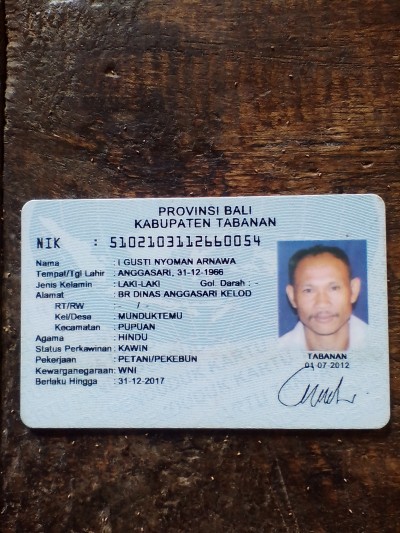 PROVINSI BALI
KABUPATEN TABANAN
NIK : 5102103112660054
Nama : I GUSTI NYOMAN ARNAWA
Tempat/Tgl Lahir : ANGGASARI, 31-12-1966
Jenis Kelamin : LAKI-LAKI Gol. Darah : -
Alamat : BR DINAS ANGGASARI KELOD
RT/RW : /
Kel/Desa : MUNDUKTEMU
Kecamatan : PUPUAN
Agama : HINDU
Status Perkawinan : KAWIN
Pekerjaan : PETANI/PEKEBUN
Kewarganegaraan : WNI
Berlaku Hingga : 31-12-2017
TABANAN
01-07-2012